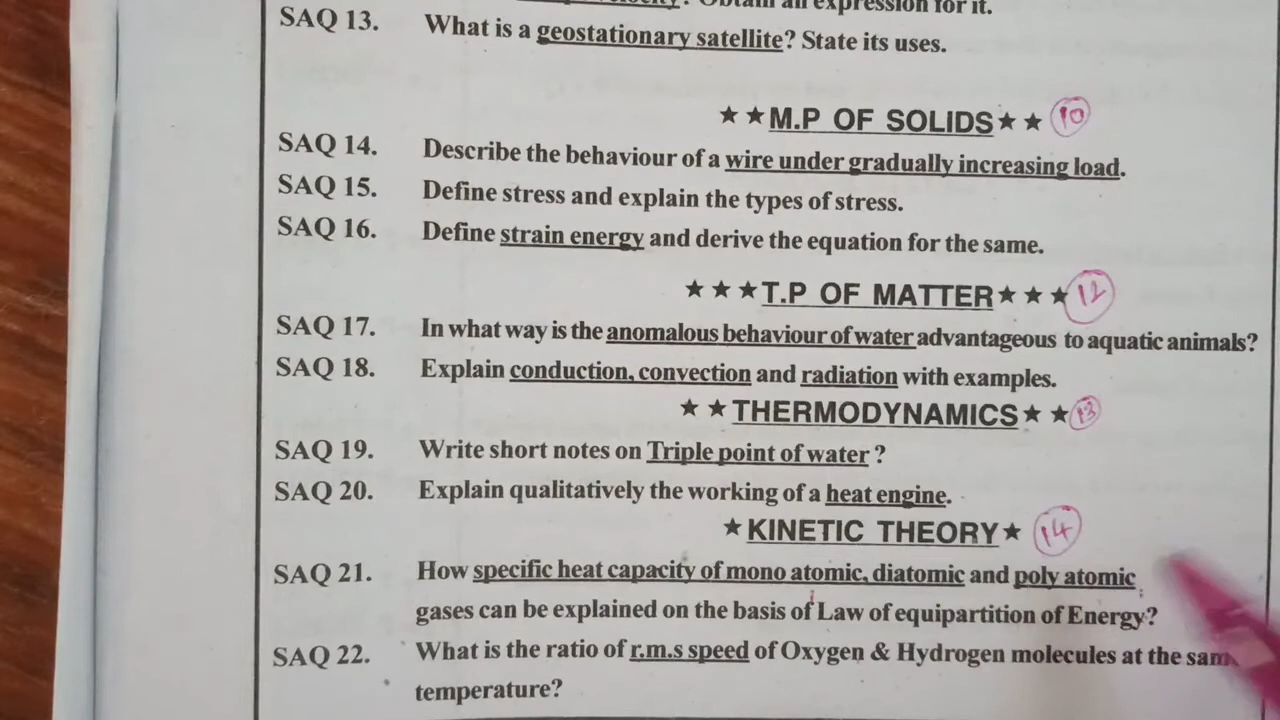 Obtain an expression for it.
SAQ 13. What is a geostationary satellite? State its uses.
★ ★ M.P OF SOLIDS ★ ★ 10
SAQ 14. Describe the behaviour of a wire under gradually increasing load.
SAQ 15. Define stress and explain the types of stress.
SAQ 16. Define strain energy and derive the equation for the same.
★ ★ ★ T.P OF MATTER ★ ★ ★ 12
SAQ 17. In what way is the anomalous behaviour of water advantageous to aquatic animals?
SAQ 18. Explain conduction, convection and radiation with examples.
★ ★ THERMODYNAMICS ★ ★ 13
SAQ 19. Write short notes on Triple point of water ?
SAQ 20. Explain qualitatively the working of a heat engine.
★ KINETIC THEORY ★ 14
SAQ 21. How specific heat capacity of mono atomic, diatomic and poly atomic
gases can be explained on the basis of Law of equipartition of Energy?
SAQ 22. What is the ratio of r.m.s speed of Oxygen & Hydrogen molecules at the sam
temperature?